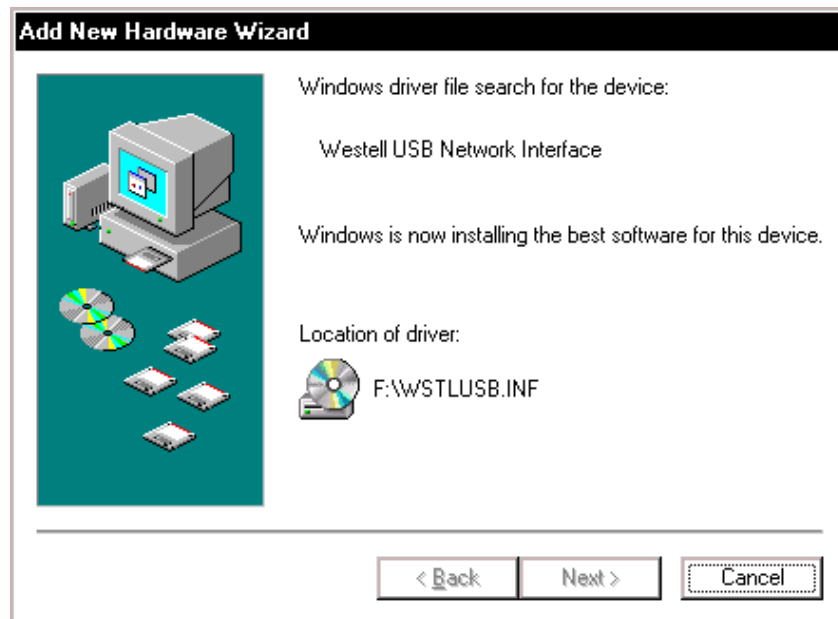 Add New Hardware Wizard
Windows driver file search for the device:
Westell USB Network Interface
Windows is now installing the best software for this device.
Location of driver:
F:\WSTLUSB.INF
< Back
Next >
Cancel